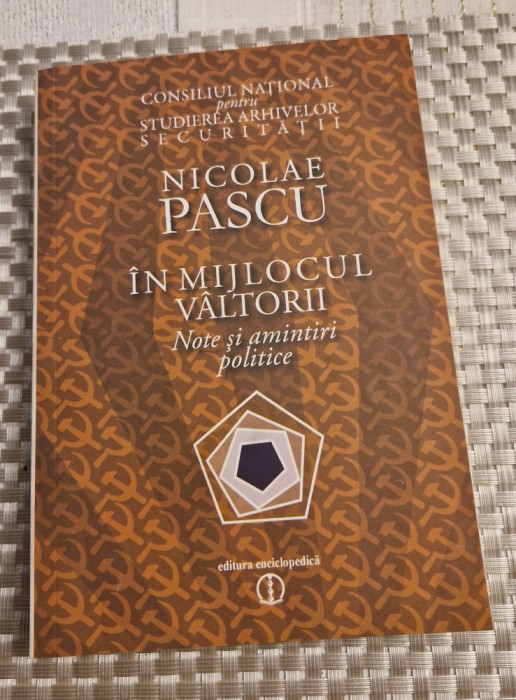 CONSILIUL NAȚIONAL
pentru
STUDIEREA ARHIVELOR
SECURITĂȚII
NICOLAE
PASCU
ÎN MIJLOCUL
VÂLTORII
Note și amintiri
politice
editura enciclopedică